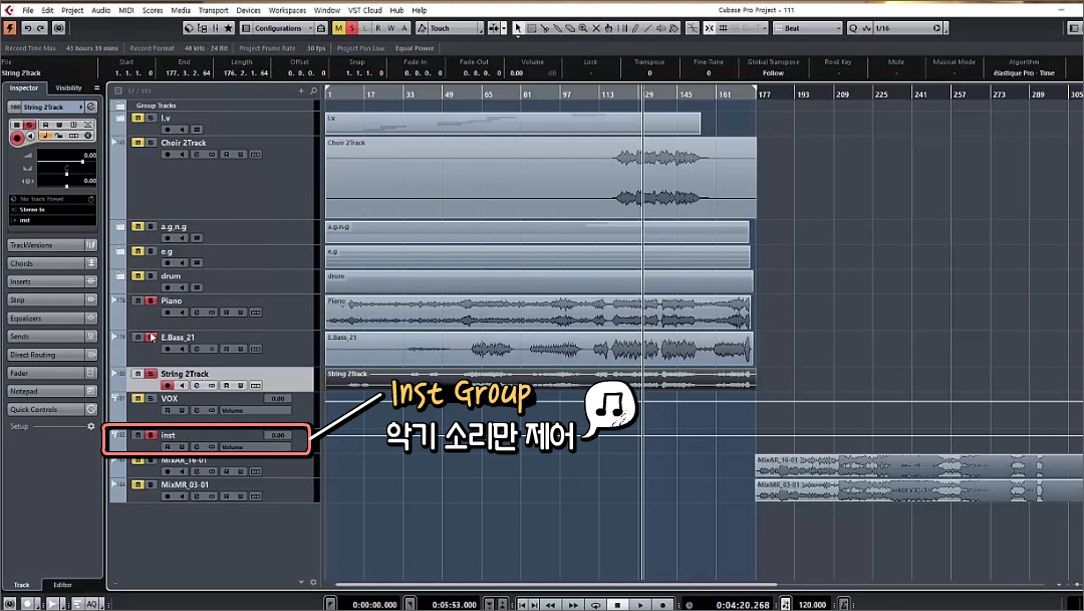 Cubase Pro Project - 111
File Edit Project Audio MIDI Scores Media Transport Devices Workspaces Window VST Cloud Hub Help
Configurations M S L R W A Touch Beat 1/16
Record Time Max 43 hours 39 mins Record Format 48 kHz - 24 Bit Project Frame Rate 30 fps Project Pan Law Equal Power
File Start End Length Offset Snap Fade-In Fade-Out Volume Lock Transpose Fine-Tune Global Transpose Root Key Mute Musical Mode Algorithm
String 2Track 1. 1. 1. 0 177. 3. 2. 64 176. 2. 1. 64 0. 0. 0. 0 1. 1. 1. 0 0. 0. 0. 0 0. 0. 0. 0 0.00 0 0 Follow élastique Pro - Time
Inspector Visibility
1 17 33 49 65 81 97 113 29 145 161 177 193 209 225 241 257 273 289 305
String 2Track
Group Tracks
l.v
l.v
Choir 2Track
Choir 2Track
0.00
0.00
No Track Preset
Stereo In
inst
a.g,n.g
a.g,n.g
TrackVersions
e.g
e.g
Chords
drum
drum
Inserts
Piano
Piano
Strip
Equalizers
E.Bass_21
E.Bass_21
Sends
Direct Routing
Fader
String 2Track
String 2Track
Notepad
VOX 0.00
Volume
Quick Controls
Inst Group
악기 소리만 제어
Setup
inst 0.00
Volume
MixAR_16-01
MixAR_16-01
MixMR_03-01
MixMR_03-01
Track Editor
AQ 0:00:00.000 0:05:53.000 0:04:20.268 120.000